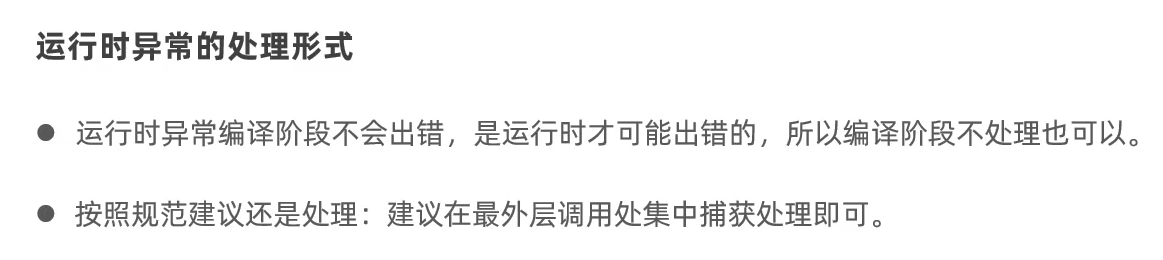 运行时异常的处理形式
● 运行时异常编译阶段不会出错，是运行时才可能出错的，所以编译阶段不处理也可以。
● 按照规范建议还是处理：建议在最外层调用处集中捕获处理即可。